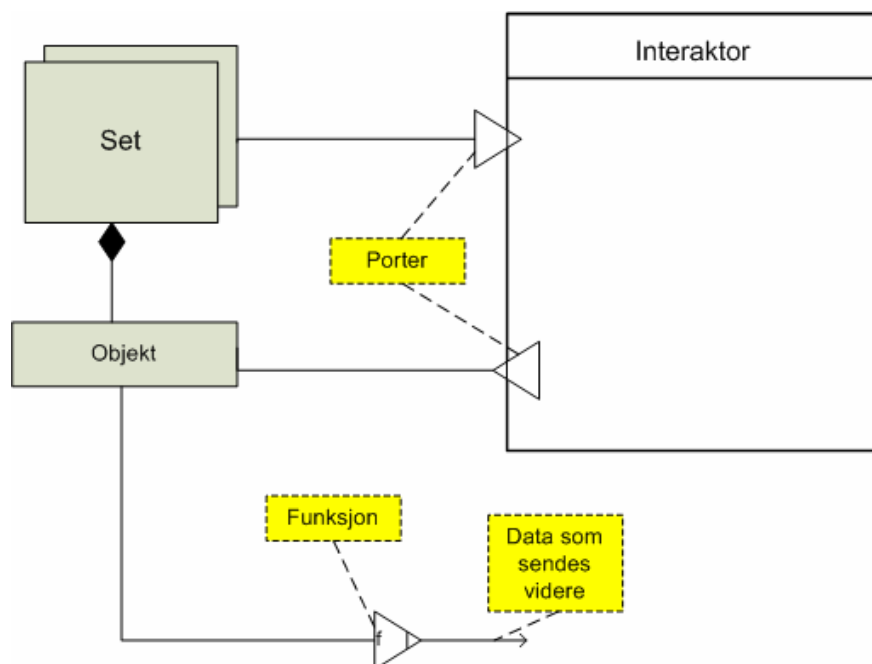 Interaktor
Set
Porter
Objekt
Funksjon
Data som
sendes
videre
f